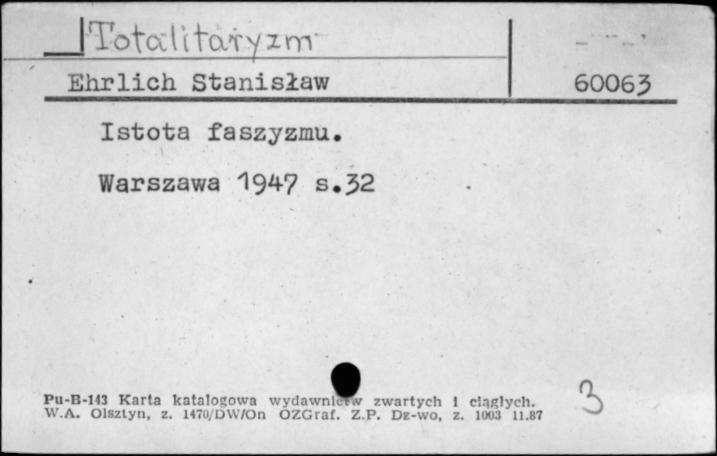 Totalitaryzm
Ehrlich Stanisław 60063
Istota faszyzmu.
Warszawa 1947 s.32
3
Pu-B-143 Karta katalogowa wydawnictw zwartych i ciągłych.
W.A. Olsztyn, z. 1470/DW/On OZGraf. Z.P. Dz-wo, z. 1003 11.87